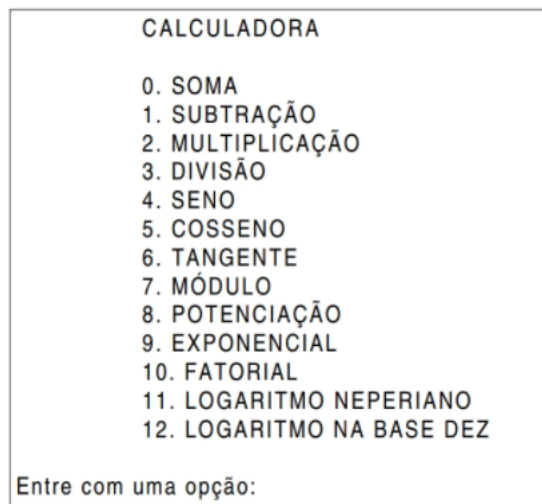 CALCULADORA
0. SOMA
1. SUBTRAÇÃO
2. MULTIPLICAÇÃO
3. DIVISÃO
4. SENO
5. COSSENO
6. TANGENTE
7. MÓDULO
8. POTENCIAÇÃO
9. EXPONENCIAL
10. FATORIAL
11. LOGARITMO NEPERIANO
12. LOGARITMO NA BASE DEZ
Entre com uma opção: